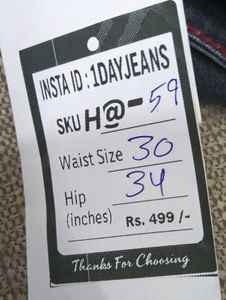 INSTA ID : 1DAYJEANS
SKU H@-59
Waist Size 30
Hip 34
(inches) Rs. 499 /-
Thanks For Choosing